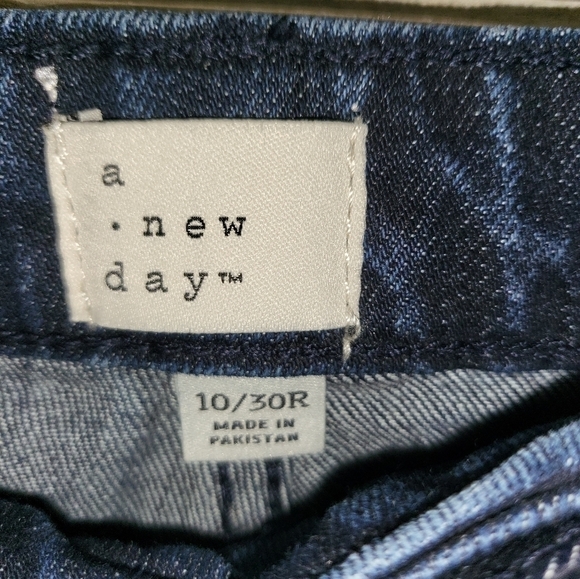 a
· new
day™
10/30R
MADE IN
PAKISTAN